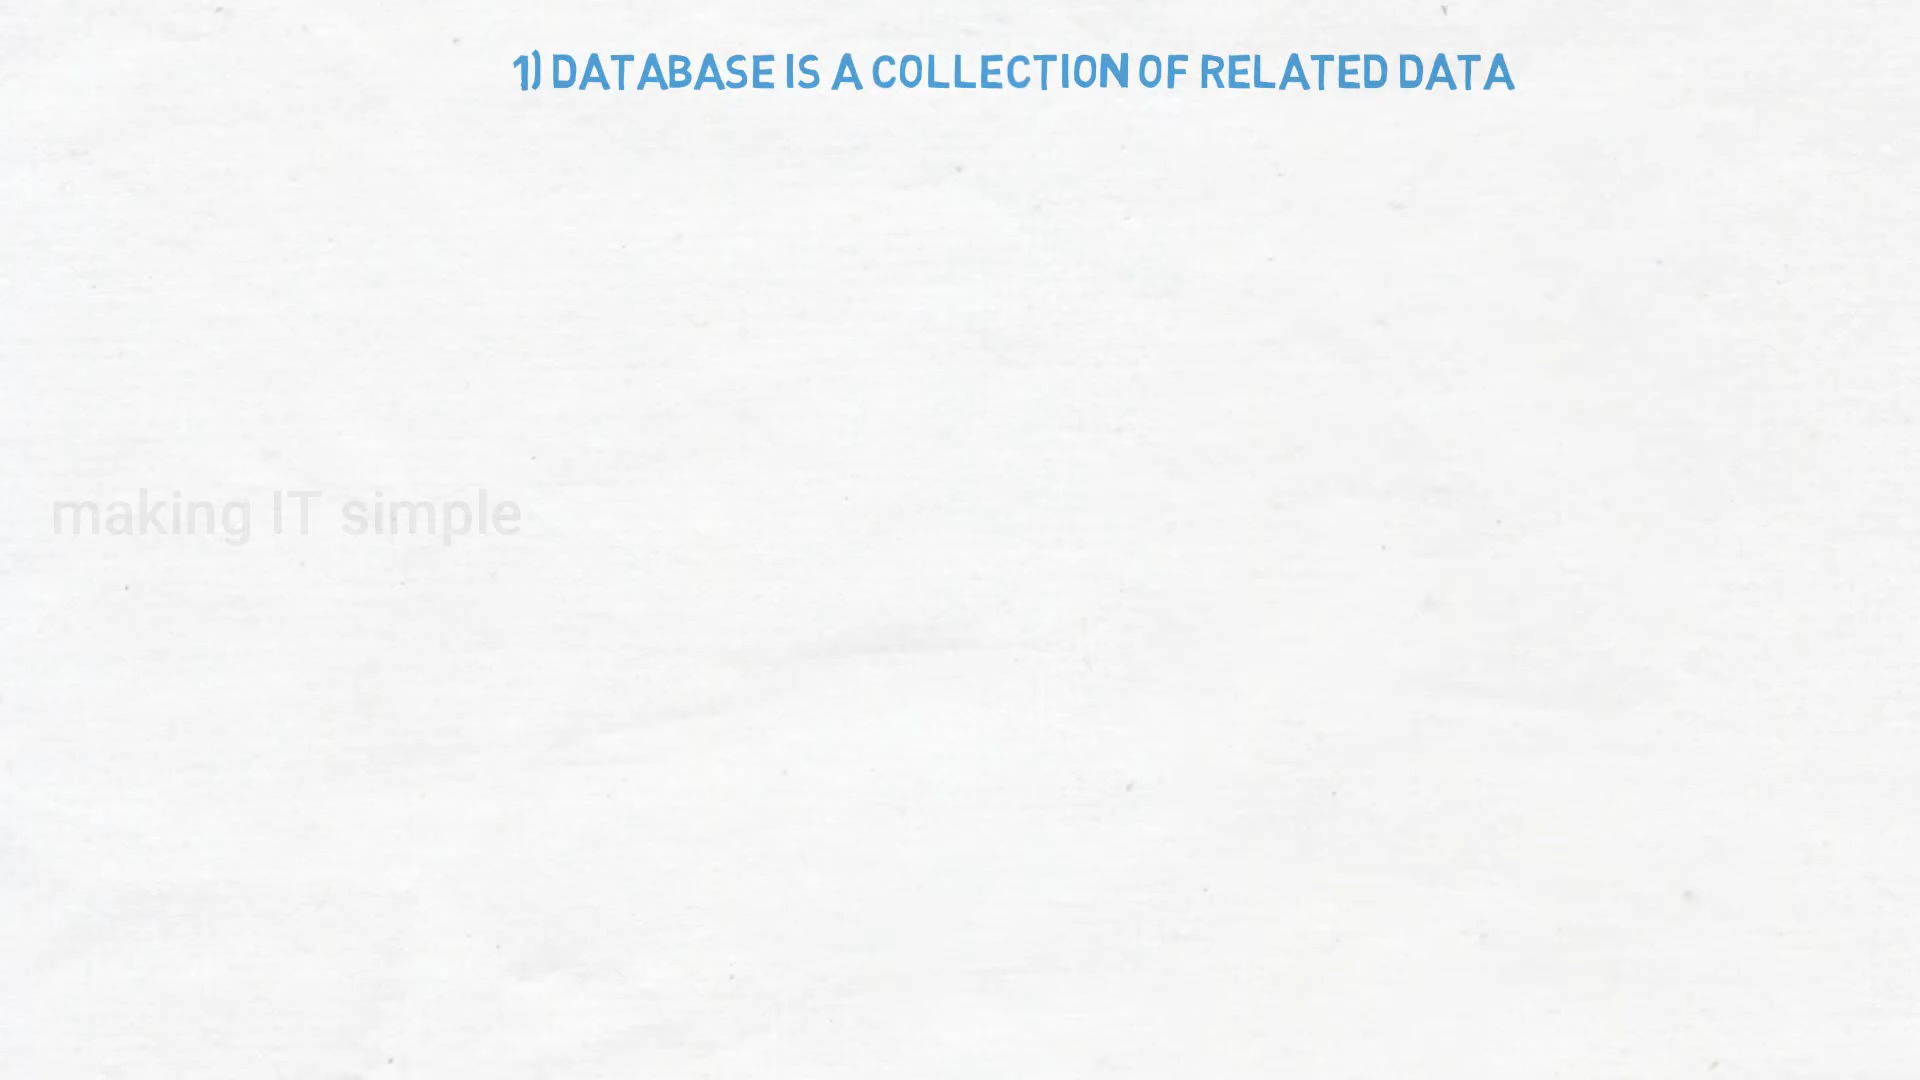 1) DATABASE IS A COLLECTION OF RELATED DATA
making IT simple